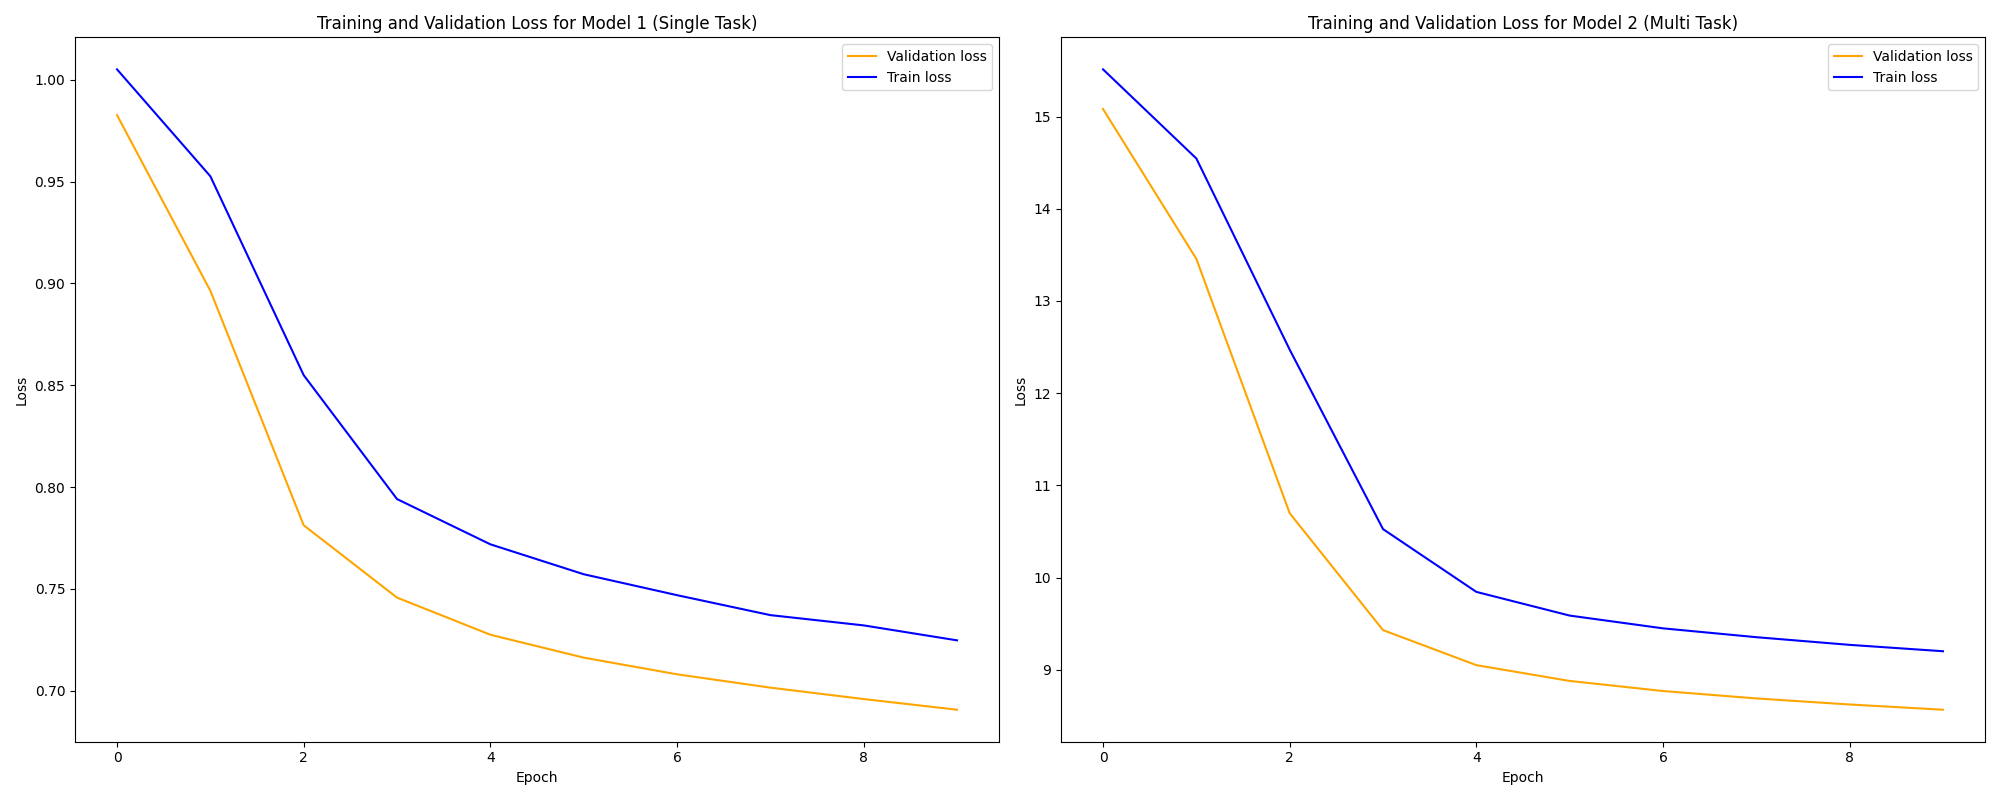 Training and Validation Loss for Model 1 (Single Task)
Validation loss
Train loss
1.00
0.95
0.90
0.85
0.80
0.75
0.70
Loss
0 2 4 6 8
Epoch
Training and Validation Loss for Model 2 (Multi Task)
Validation loss
Train loss
15
14
13
12
11
10
9
Loss
0 2 4 6 8
Epoch